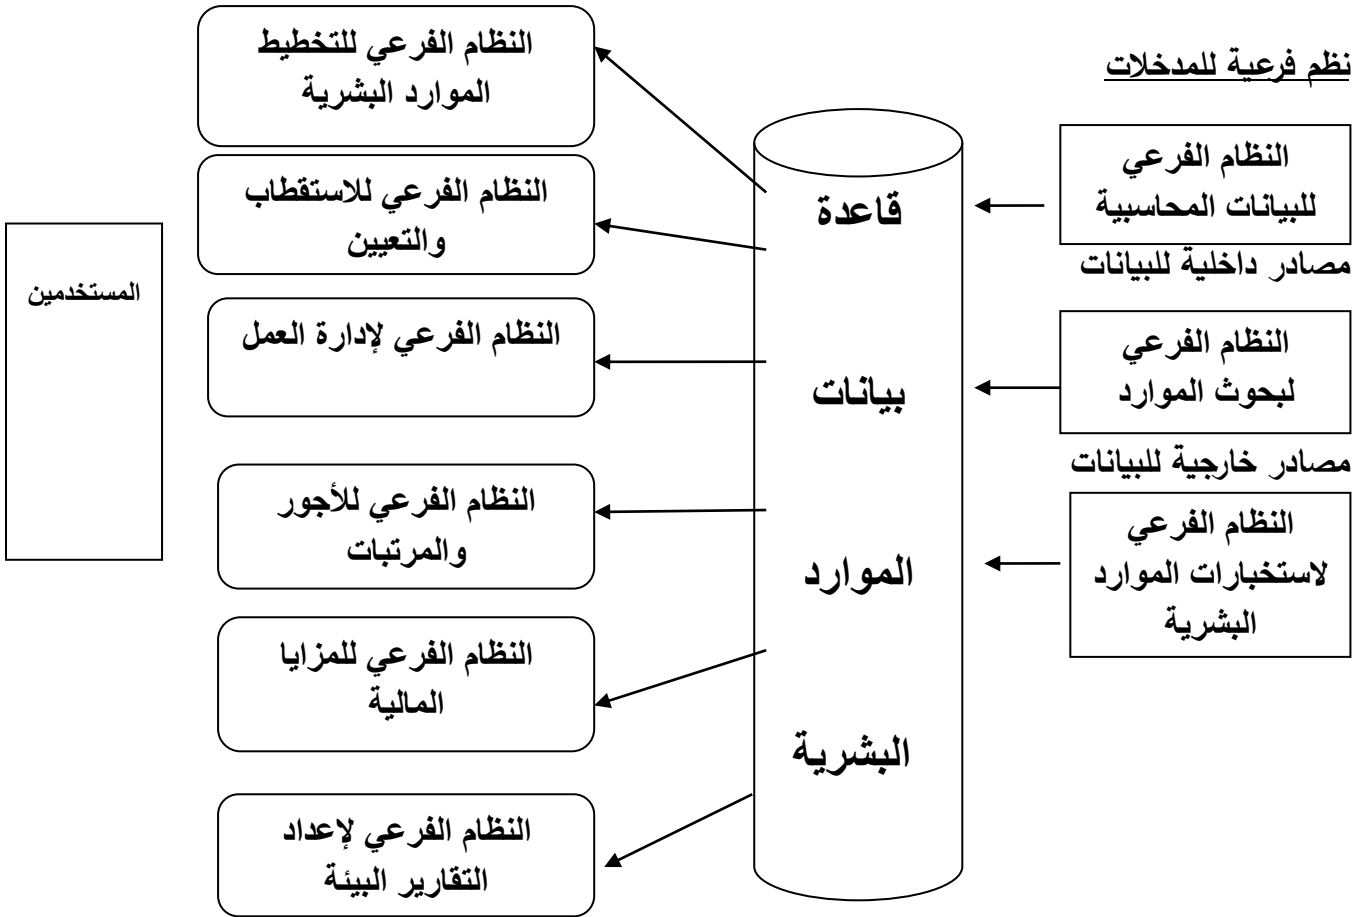 نظم فرعية للمدخلات
النظام الفرعي
للبيانات المحاسبية
مصادر داخلية للبيانات
النظام الفرعي
لبحوث الموارد
مصادر خارجية للبيانات
النظام الفرعي
لاستخبارات الموارد
البشرية
قاعدة
بيانات
الموارد
البشرية
النظام الفرعي للتخطيط
الموارد البشرية
النظام الفرعي للاستقطاب
والتعيين
النظام الفرعي لإدارة العمل
النظام الفرعي للأجور
والمرتبات
النظام الفرعي للمزايا
المالية
النظام الفرعي لإعداد
التقارير البيئة
المستخدمين